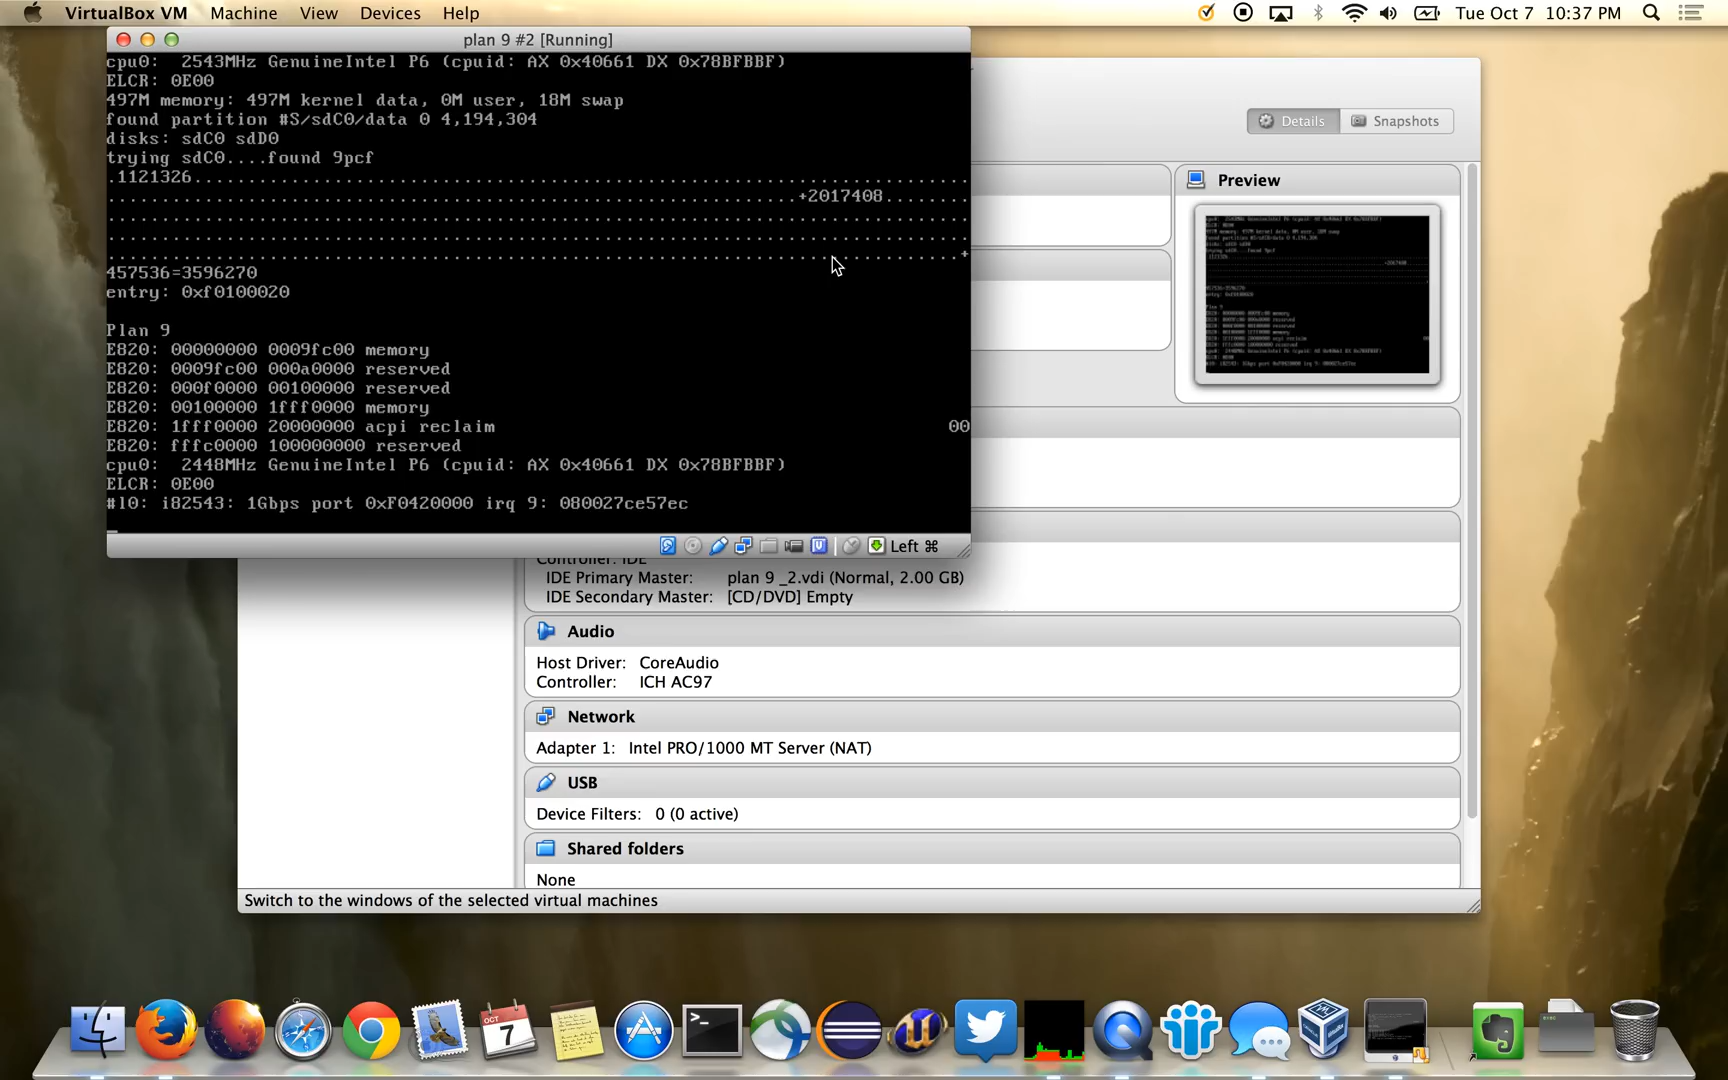 VirtualBox VM Machine View Devices Help Tue Oct 7 10:37 PM
plan 9 #2 [Running]
cpu0: 2543MHz GenuineIntel P6 (cpuid: AX 0x40661 DX 0x78BFBBF)
ELCR: 0E00
497M memory: 497M kernel data, 0M user, 18M swap
found partition #S/sdC0/data 0 4,194,304
disks: sdC0 sdD0
trying sdC0....found 9pcf
.1121326........................................................................
................................................................+2017408........
................................................................................
................................................................................
...............................................................................+
457536=3596270
entry: 0xf0100020
Plan 9
E820: 00000000 0009fc00 memory
E820: 0009fc00 000a0000 reserved
E820: 000f0000 00100000 reserved
E820: 00100000 1fff0000 memory
E820: 1fff0000 20000000 acpi reclaim 00
E820: fffc0000 100000000 reserved
cpu0: 2448MHz GenuineIntel P6 (cpuid: AX 0x40661 DX 0x78BFBBF)
ELCR: 0E00
#l0: i82543: 1Gbps port 0xF0420000 irq 9: 080027ce57ec
Left ⌘
Details Snapshots
Preview
Controller: IDE
IDE Primary Master: plan 9 _2.vdi (Normal, 2.00 GB)
IDE Secondary Master: [CD/DVD] Empty
Audio
Host Driver: CoreAudio
Controller: ICH AC97
Network
Adapter 1: Intel PRO/1000 MT Server (NAT)
USB
Device Filters: 0 (0 active)
Shared folders
None
Switch to the windows of the selected virtual machines
OCT
7